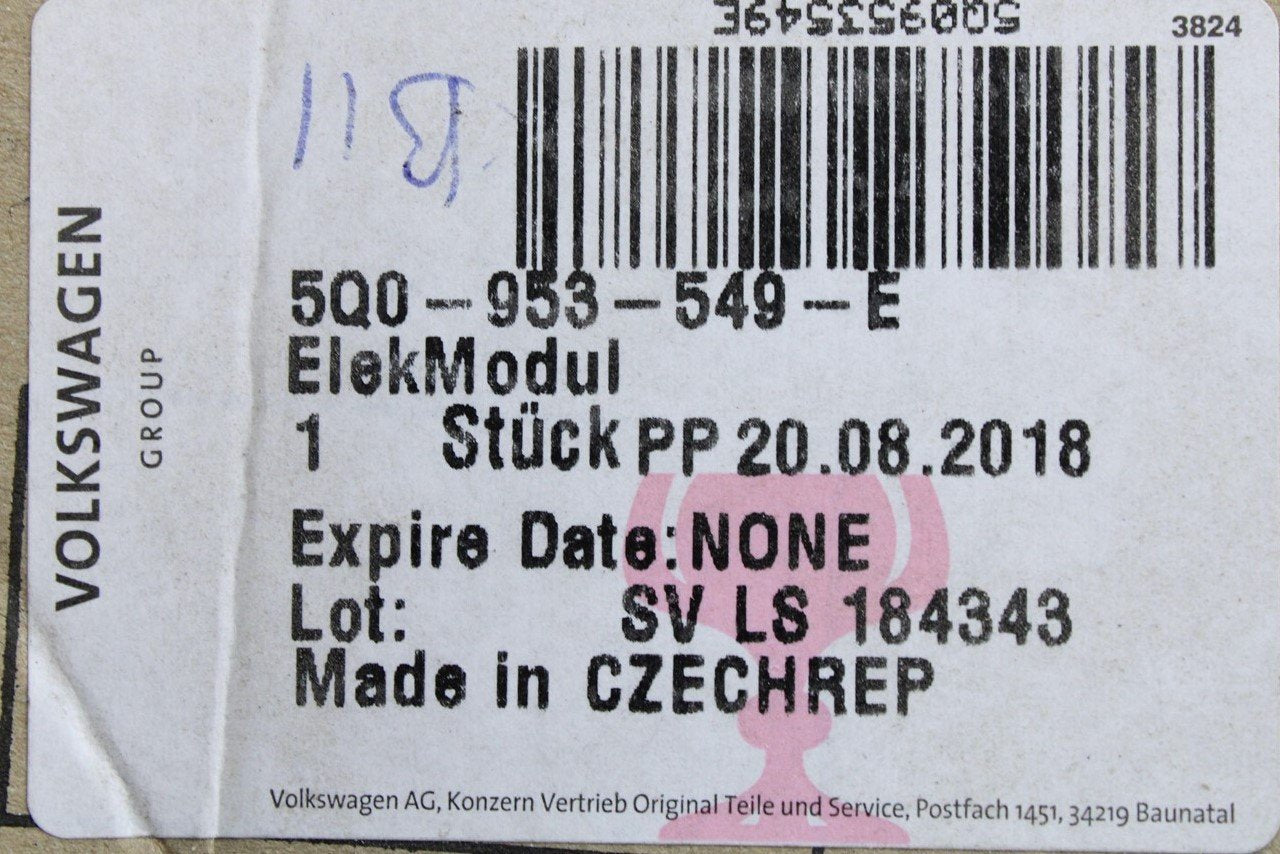 5Q0953549E
3824
5Q0-953-549-E
ElekModul
1 Stück PP 20.08.2018
Expire Date: NONE
Lot: SV LS 184343
Made in CZECHREP
Volkswagen AG, Konzern Vertrieb Original Teile und Service, Postfach 1451, 34219 Baunatal
VOLKSWAGEN
GROUP